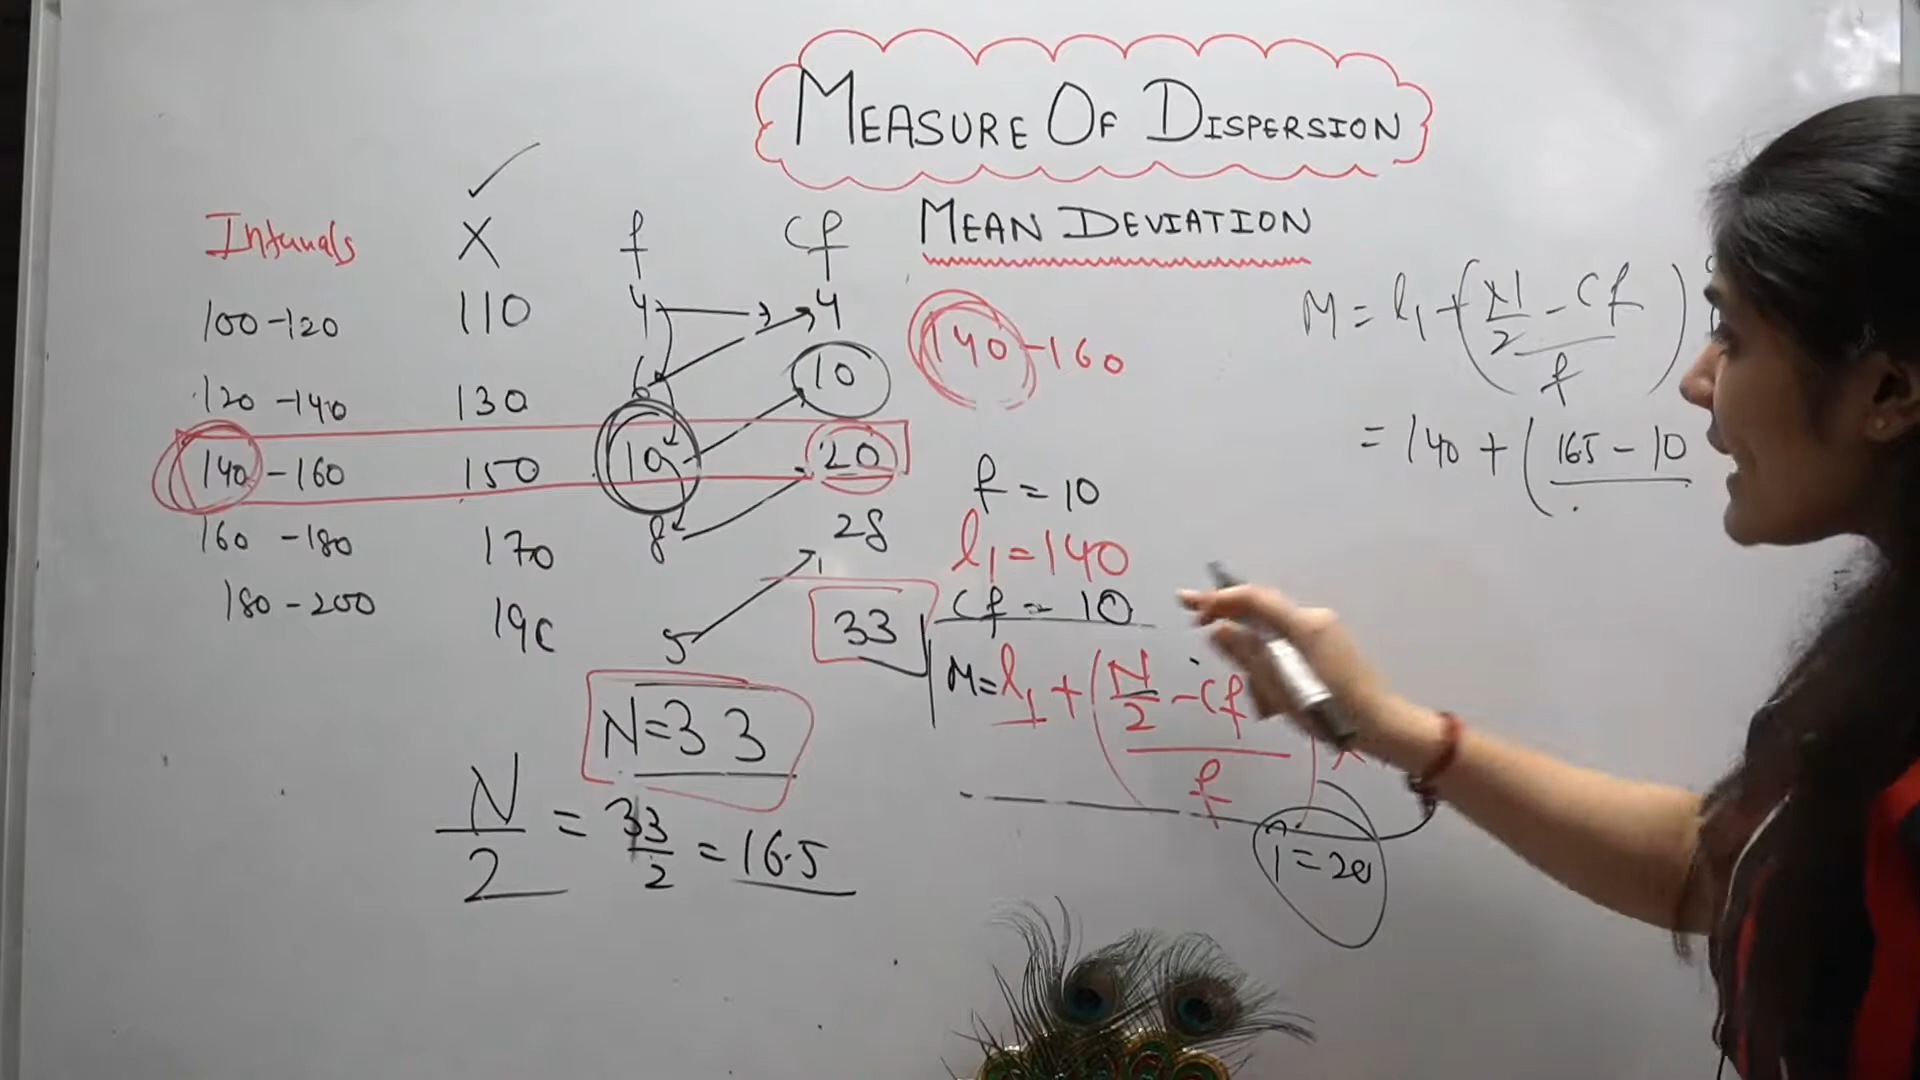 MEASURE OF DISPERSION
MEAN DEVIATION
Intervals X f Cf
100-120 110 4 4
120-140 130 6 10
140-160 150 10 20
160-180 170 8 28
180-200 190 5 33
N=33
N/2 = 33/2 = 16.5
140-160
f = 10
l₁ = 140
Cf = 10
M = l₁ + (N/2 - Cf / f) ×
i = 20
M = l₁ + (N/2 - Cf / f)
= 140 + (16.5 - 10